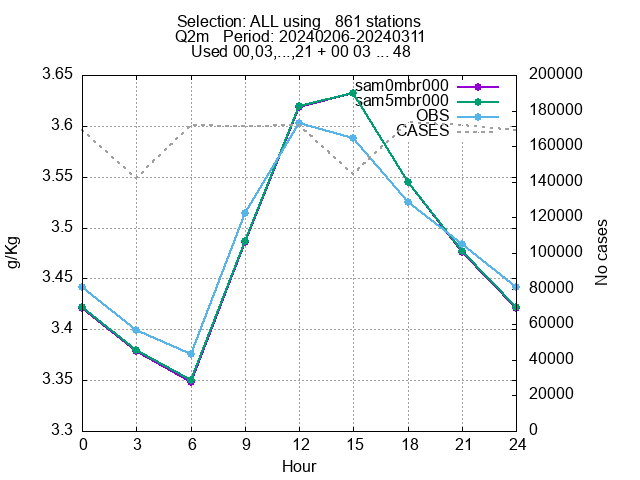 Selection: ALL using   861 stations
Q2m   Period: 20240206-20240311
Used 00,03,...,21 + 00 03 ... 48
sam0mbr000
sam5mbr000
OBS
CASES
3.65
3.6
3.55
3.5
3.45
3.4
3.35
3.3
g/Kg
200000
180000
160000
140000
120000
100000
80000
60000
40000
20000
0
No cases
0 3 6 9 12 15 18 21 24
Hour